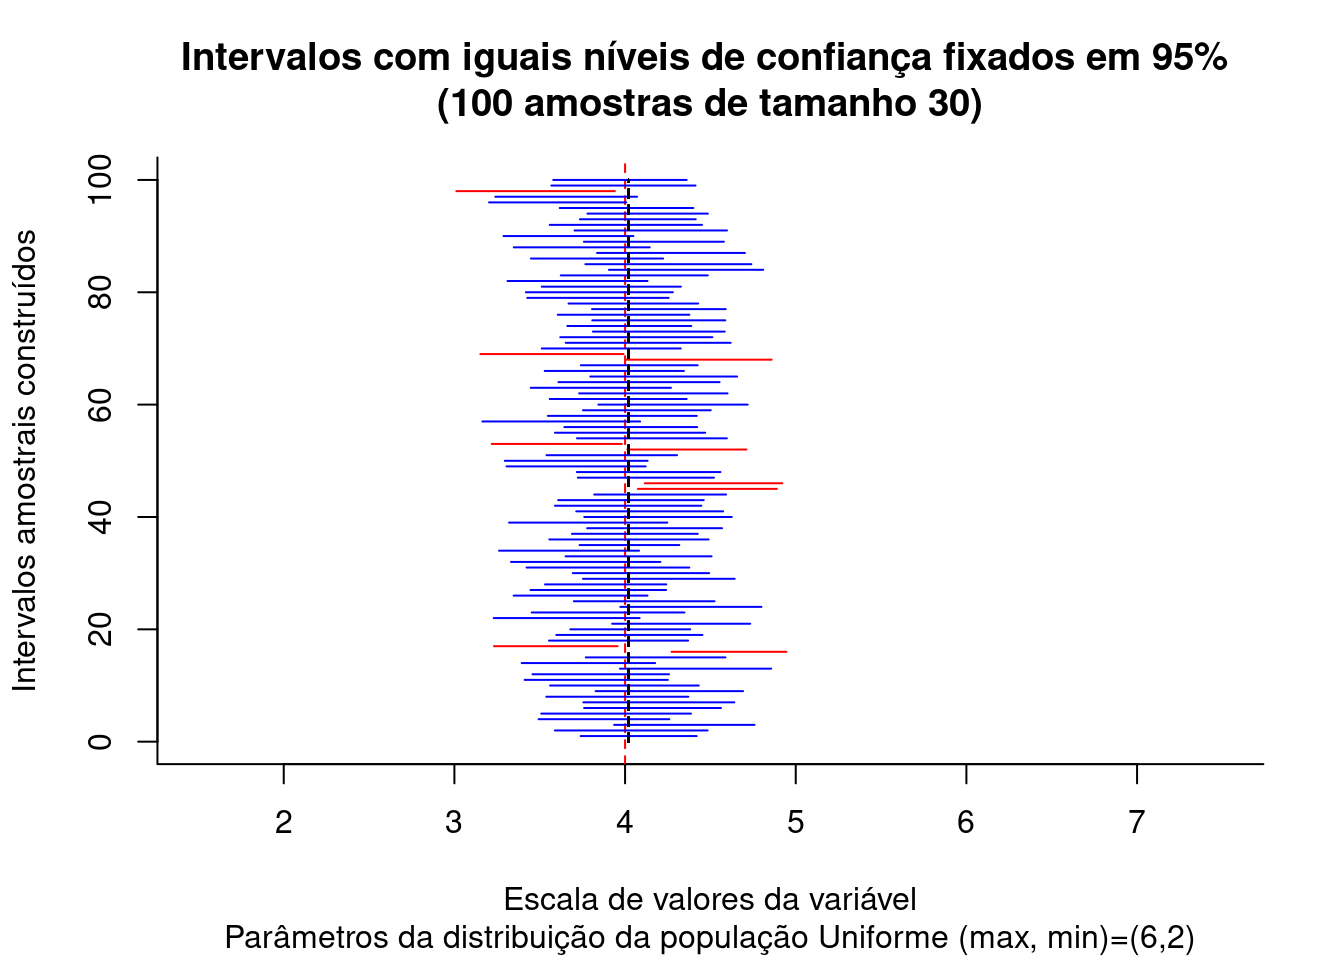 Intervalos com iguais níveis de confiança fixados em 95%
(100 amostras de tamanho 30)
Intervalos amostrais construídos
100
80
60
40
20
0
2 3 4 5 6 7
Escala de valores da variável
Parâmetros da distribuição da população Uniforme (max, min)=(6,2)